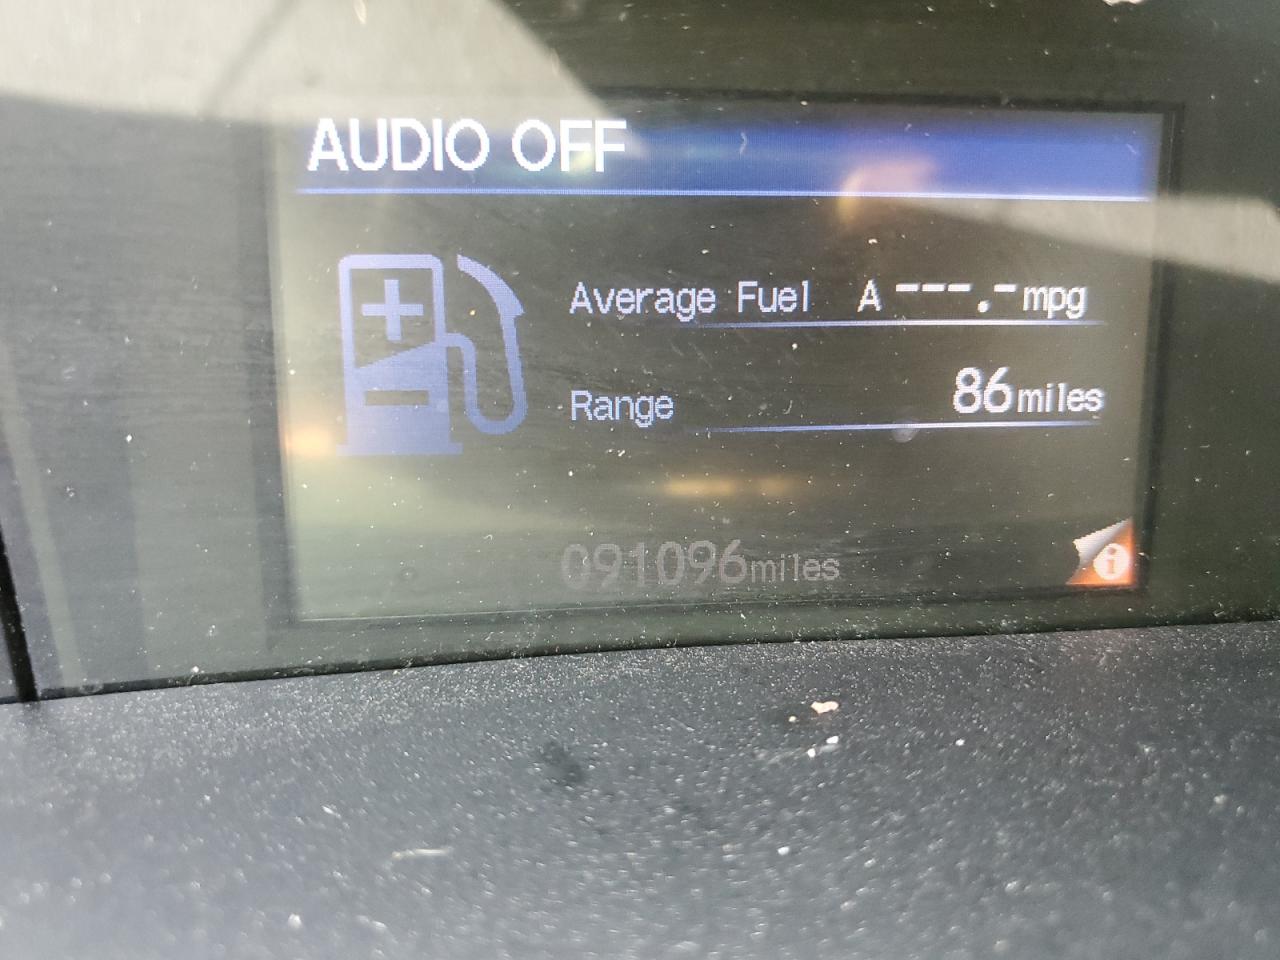 AUDIO OFF
Average Fuel A ---.- mpg
Range 86 miles
091096 miles
i